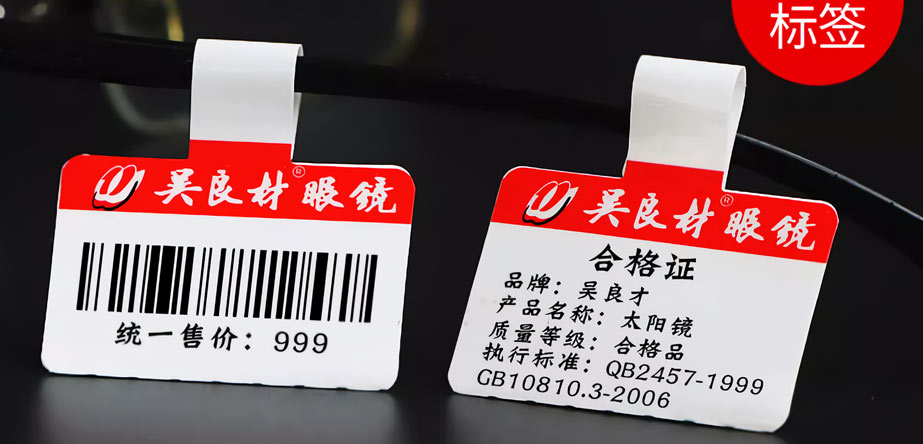 标签
吴良材眼镜®
统一售价：999
吴良材眼镜®
合格证
品牌：吴良才
产品名称：太阳镜
质量等级：合格品
执行标准：QB2457-1999
GB10810.3-2006